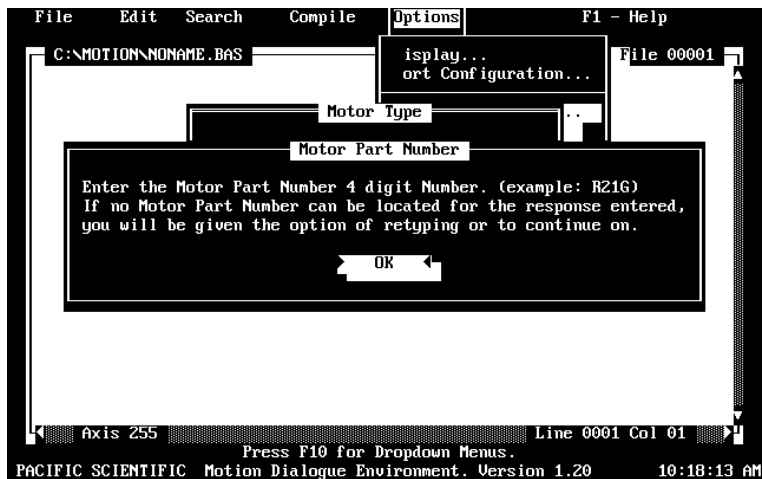 File Edit Search Compile Options F1 - Help
C:\MOTION\NONAME.BAS File 00001
isplay...
ort Configuration...
Motor Type ..
Motor Part Number
Enter the Motor Part Number 4 digit Number. (example: R21G)
If no Motor Part Number can be located for the response entered,
you will be given the option of retyping or to continue on.
OK
Axis 255 Line 0001 Col 01
Press F10 for Dropdown Menus.
PACIFIC SCIENTIFIC Motion Dialogue Environment. Version 1.20 10:18:13 AM